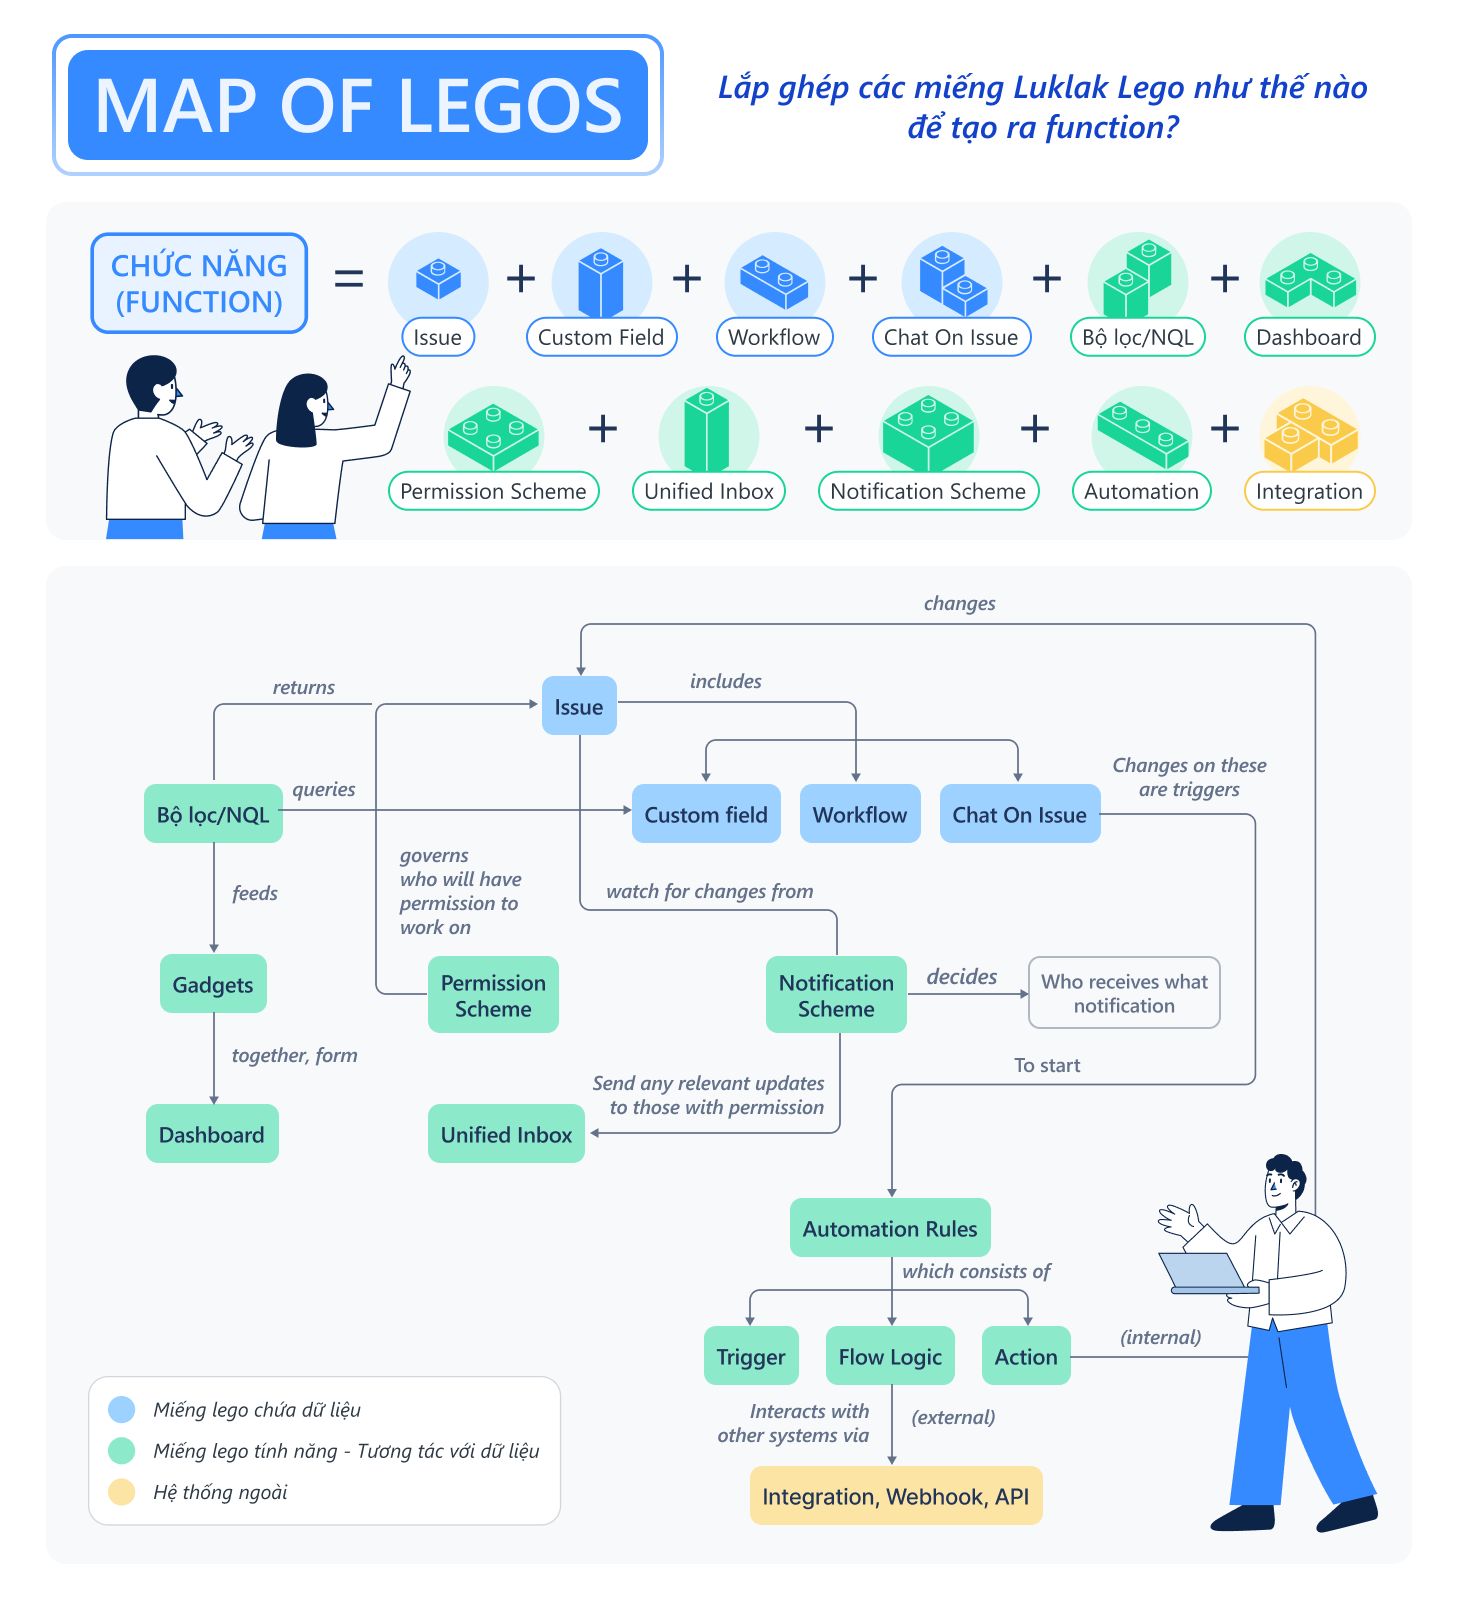 MAP OF LEGOS
Lắp ghép các miếng Luklak Lego như thế nào
để tạo ra function?
CHỨC NĂNG
(FUNCTION)
=
+
+
+
+
+
Issue
Custom Field
Workflow
Chat On Issue
Bộ lọc/NQL
Dashboard
+
+
+
+
Permission Scheme
Unified Inbox
Notification Scheme
Automation
Integration
changes
returns
includes
Issue
Changes on these
are triggers
queries
Bộ lọc/NQL
Custom field
Workflow
Chat On Issue
governs
who will have
permission to
work on
feeds
watch for changes from
Gadgets
Permission
Scheme
Notification
Scheme
decides
Who receives what
notification
together, form
To start
Send any relevant updates
to those with permission
Dashboard
Unified Inbox
Automation Rules
which consists of
Trigger
Flow Logic
Action
(internal)
Interacts with
other systems via
(external)
Integration, Webhook, API
Miếng lego chứa dữ liệu
Miếng lego tính năng - Tương tác với dữ liệu
Hệ thống ngoài